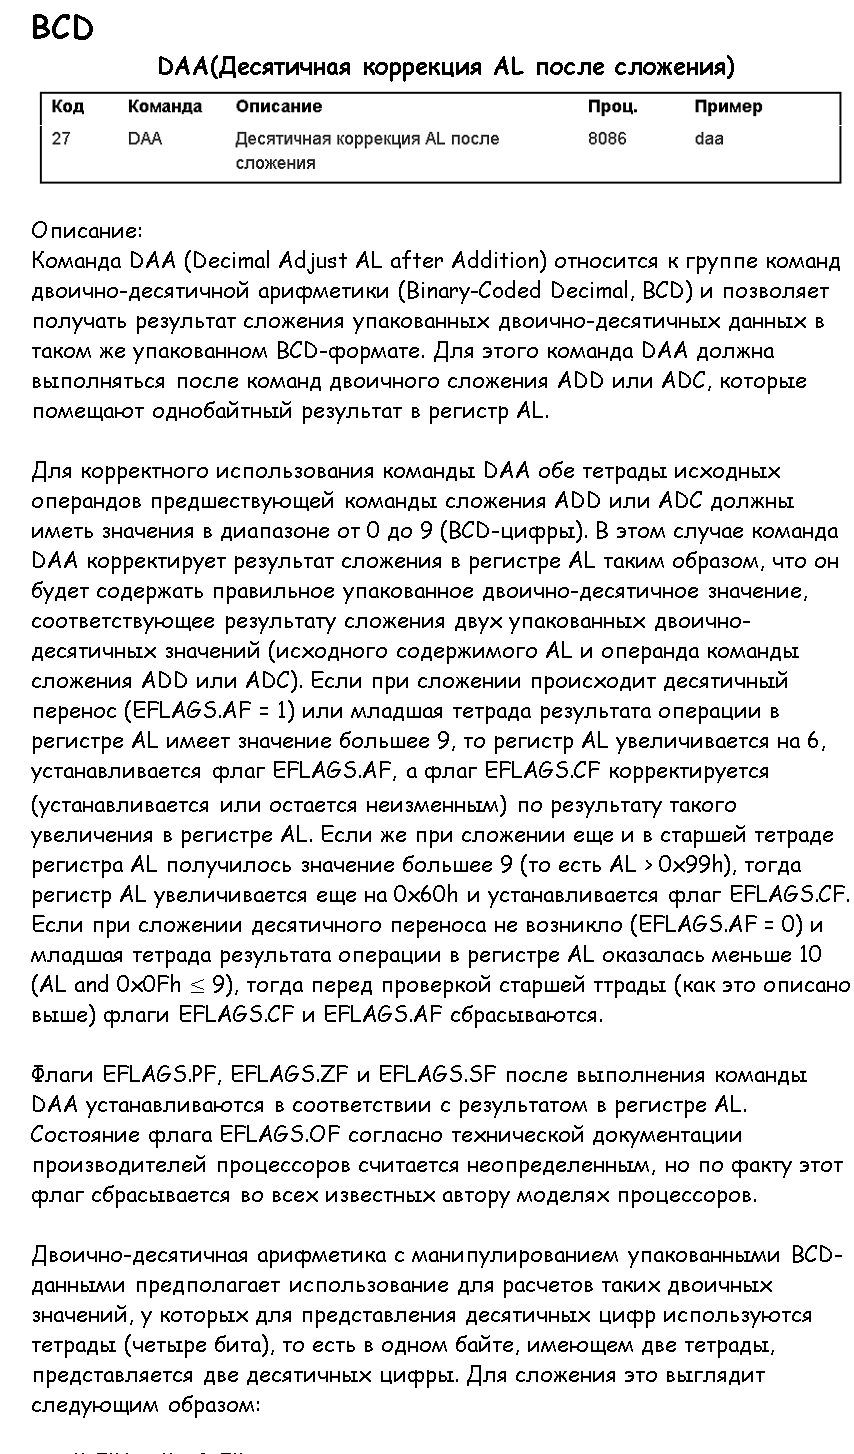 BCD
DAA(Десятичная коррекция AL после сложения)
Код Команда Описание Проц. Пример
27 DAA Десятичная коррекция AL после сложения 8086 daa
Описание:
Команда DAA (Decimal Adjust AL after Addition) относится к группе команд
двоично-десятичной арифметики (Binary-Coded Decimal, BCD) и позволяет
получать результат сложения упакованных двоично-десятичных данных в
таком же упакованном BCD-формате. Для этого команда DAA должна
выполняться после команд двоичного сложения ADD или ADC, которые
помещают однобайтный результат в регистр AL.
Для корректного использования команды DAA обе тетрады исходных
операндов предшествующей команды сложения ADD или ADC должны
иметь значения в диапазоне от 0 до 9 (BCD-цифры). В этом случае команда
DAA корректирует результат сложения в регистре AL таким образом, что он
будет содержать правильное упакованное двоично-десятичное значение,
соответствующее результату сложения двух упакованных двоично-
десятичных значений (исходного содержимого AL и операнда команды
сложения ADD или ADC). Если при сложении происходит десятичный
перенос (EFLAGS.AF = 1) или младшая тетрада результата операции в
регистре AL имеет значение большее 9, то регистр AL увеличивается на 6,
устанавливается флаг EFLAGS.AF, а флаг EFLAGS.CF корректируется
(устанавливается или остается неизменным) по результату такого
увеличения в регистре AL. Если же при сложении еще и в старшей тетраде
регистра AL получилось значение большее 9 (то есть AL > 0x99h), тогда
регистр AL увеличивается еще на 0x60h и устанавливается флаг EFLAGS.CF.
Если при сложении десятичного переноса не возникло (EFLAGS.AF = 0) и
младшая тетрада результата операции в регистре AL оказалась меньше 10
(AL and 0x0Fh ≤ 9), тогда перед проверкой старшей ттрады (как это описано
выше) флаги EFLAGS.CF и EFLAGS.AF сбрасываются.
Флаги EFLAGS.PF, EFLAGS.ZF и EFLAGS.SF после выполнения команды
DAA устанавливаются в соответствии с результатом в регистре AL.
Состояние флага EFLAGS.OF согласно технической документации
производителей процессоров считается неопределенным, но по факту этот
флаг сбрасывается во всех известных автору моделях процессоров.
Двоично-десятичная арифметика с манипулированием упакованными BCD-
данными предполагает использование для расчетов таких двоичных
значений, у которых для представления десятичных цифр используются
тетрады (четыре бита), то есть в одном байте, имеющем две тетрады,
представляется две десятичных цифры. Для сложения это выглядит
следующим образом: